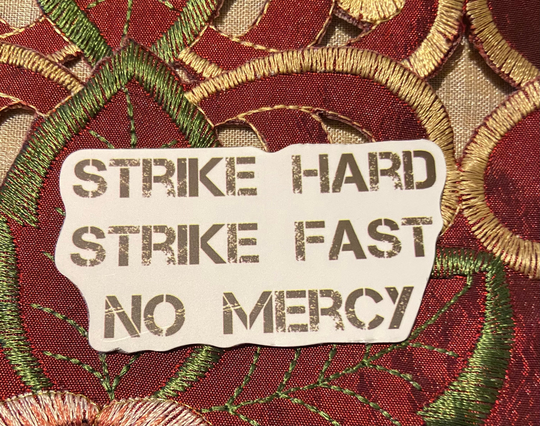 STRIKE HARD
STRIKE FAST
NO MERCY